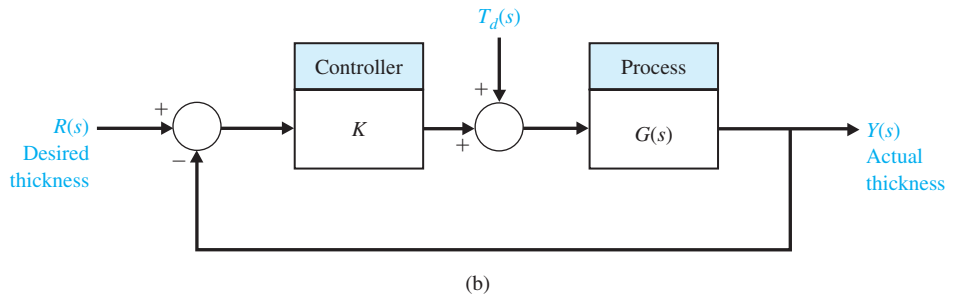 T_d(s)
Controller
Process
+
+
R(s)
K
+
G(s)
Y(s)
−
Desired
thickness
Actual
thickness
(b)